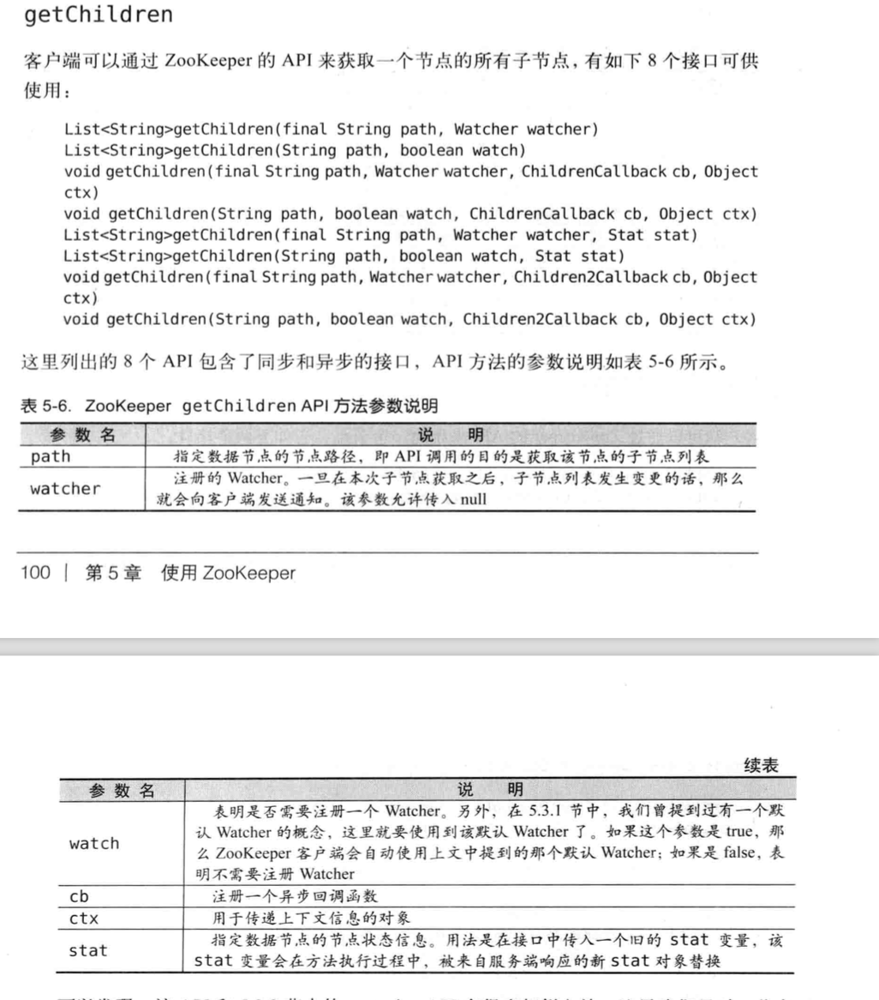 getChildren
客户端可以通过 ZooKeeper 的 API 来获取一个节点的所有子节点，有如下 8 个接口可供
使用：
List<String>getChildren(final String path, Watcher watcher)
List<String>getChildren(String path, boolean watch)
void getChildren(final String path, Watcher watcher, ChildrenCallback cb, Object
ctx)
void getChildren(String path, boolean watch, ChildrenCallback cb, Object ctx)
List<String>getChildren(final String path, Watcher watcher, Stat stat)
List<String>getChildren(String path, boolean watch, Stat stat)
void getChildren(final String path, Watcher watcher, Children2Callback cb, Object
ctx)
void getChildren(String path, boolean watch, Children2Callback cb, Object ctx)
这里列出的 8 个 API 包含了同步和异步的接口，API 方法的参数说明如表 5-6 所示。
表 5-6. ZooKeeper getChildren API 方法参数说明
参 数 名 说 明
path 指定数据节点的节点路径，即 API 调用的目的是获取该节点的子节点列表
watcher 注册的 Watcher。一旦在本次子节点获取之后，子节点列表发生变更的话，那么
就会向客户端发送通知。该参数允许传入 null
100 | 第 5 章 使用 ZooKeeper
续表
参 数 名 说 明
watch 表明是否需要注册一个 Watcher。另外，在 5.3.1 节中，我们曾提到过有一个默
认 Watcher 的概念，这里就要使用到该默认 Watcher 了。如果这个参数是 true，那
么 ZooKeeper 客户端会自动使用上文中提到的那个默认 Watcher；如果是 false，表
明不需要注册 Watcher
cb 注册一个异步回调函数
ctx 用于传递上下文信息的对象
stat 指定数据节点的节点状态信息。用法是在接口中传入一个旧的 stat 变量，该
stat 变量会在方法执行过程中，被来自服务端响应的新 stat 对象替换